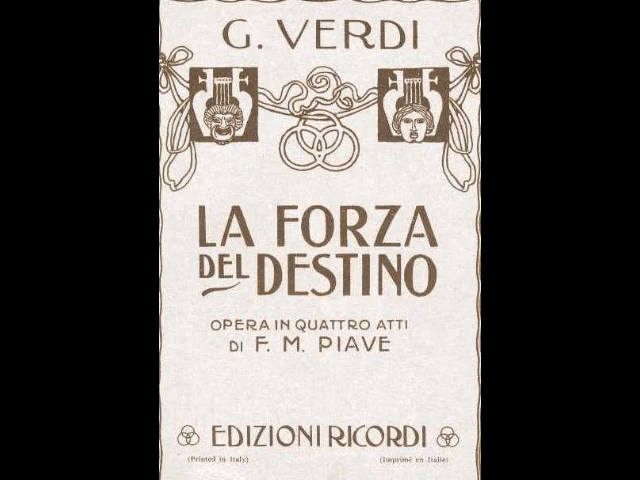 G. VERDI
LA FORZA
DEL DESTINO
OPERA IN QUATTRO ATTI
DI F. M. PIAVE
EDIZIONI RICORDI
(Printed in Italy) (Imprimé en Italie)